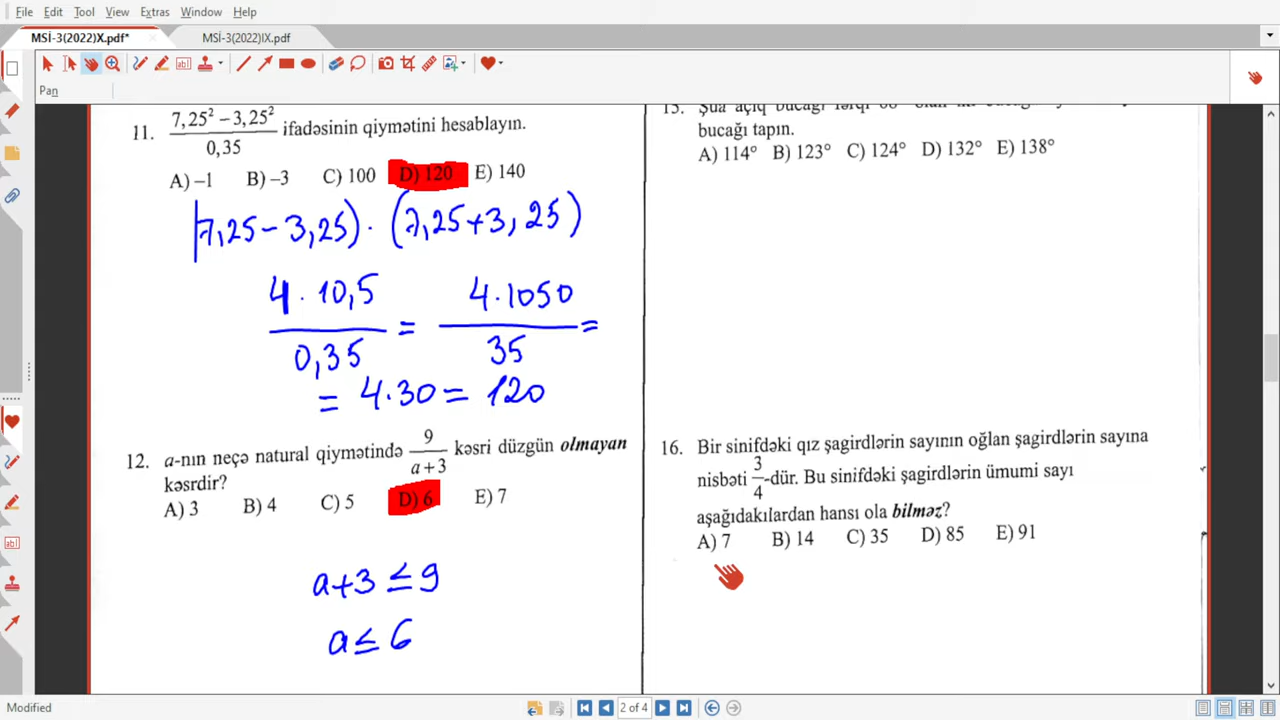 File Edit Tool View Extras Window Help
MSİ-3(2022)X.pdf* MSİ-3(2022)IX.pdf
Pan
11. 7,25² – 3,25² / 0,35 ifadəsinin qiymətini hesablayın.
A) –1 B) –3 C) 100 D) 120 E) 140
(7,25 – 3,25) · (7,25 + 3,25)
4 · 10,5 / 0,35 = 4 · 1050 / 35 =
= 4 · 30 = 120
12. a-nın neçə natural qiymətində 9 / a + 3 kəsri düzgün olmayan
kəsrdir?
A) 3 B) 4 C) 5 D) 6 E) 7
a + 3 ≤ 9
a ≤ 6
15. Şüa açıq bucağı fərqi
bucağı tapın.
A) 114° B) 123° C) 124° D) 132° E) 138°
16. Bir sinifdəki qız şagirdlərin sayının oğlan şagirdlərin sayına
nisbəti 3/4-dür. Bu sinifdəki şagirdlərin ümumi sayı
aşağıdakılardan hansı ola bilməz?
A) 7 B) 14 C) 35 D) 85 E) 91
Modified 2 of 4